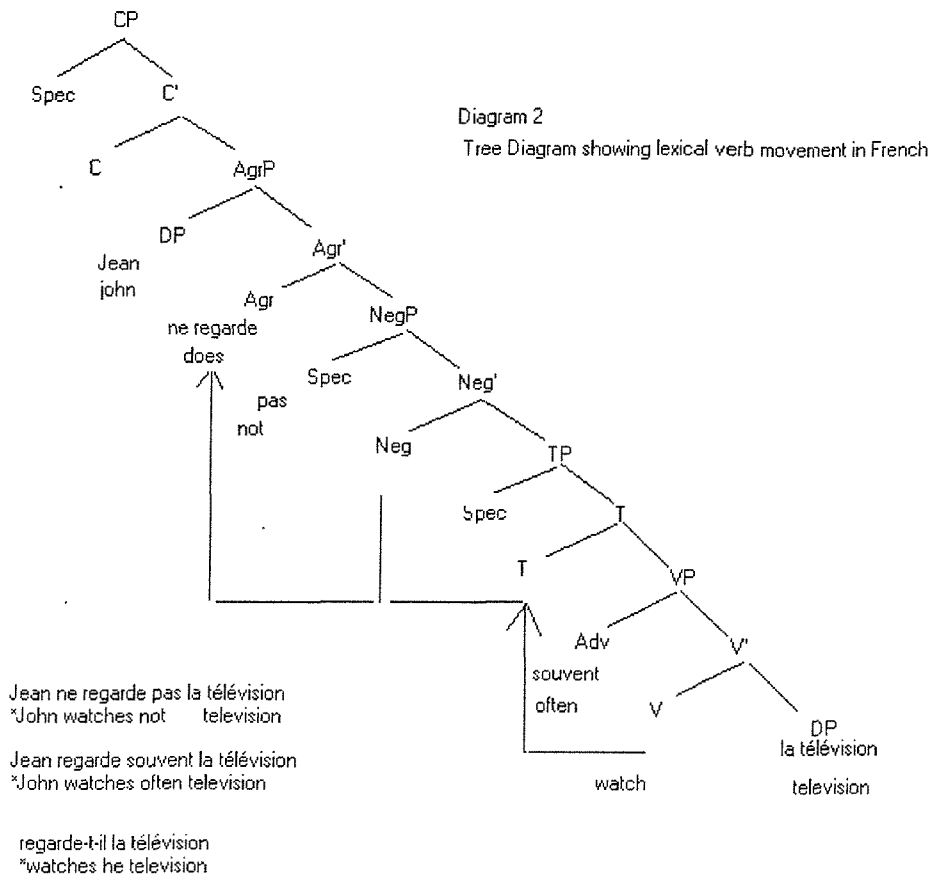 CP
Spec C'
Diagram 2
Tree Diagram showing lexical verb movement in French
C AgrP
DP Agr'
Jean
john
Agr NegP
ne regarde
does
Spec Neg'
pas
not
Neg TP
Spec T
T VP
Adv V'
souvent
often
V DP
la télévision
watch television
Jean ne regarde pas la télévision
*John watches not television
Jean regarde souvent la télévision
*John watches often television
regarde-t-il la télévision
*watches he television